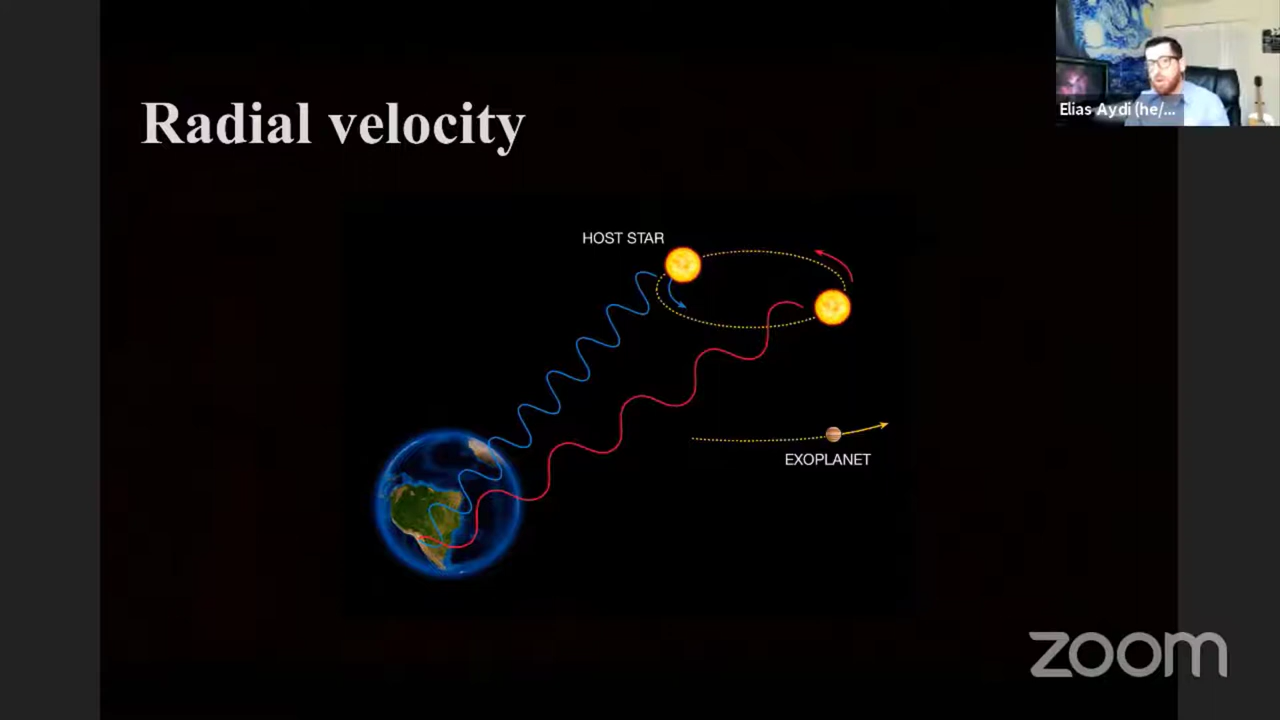 Elias Aydi (he/...
Radial velocity
HOST STAR
EXOPLANET
zoom